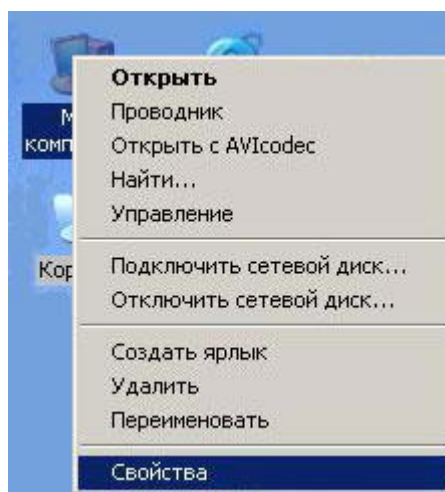 Открыть
Проводник
Открыть с AVIcodec
Найти...
Управление
Подключить сетевой диск...
Отключить сетевой диск...
Создать ярлык
Удалить
Переименовать
Свойства